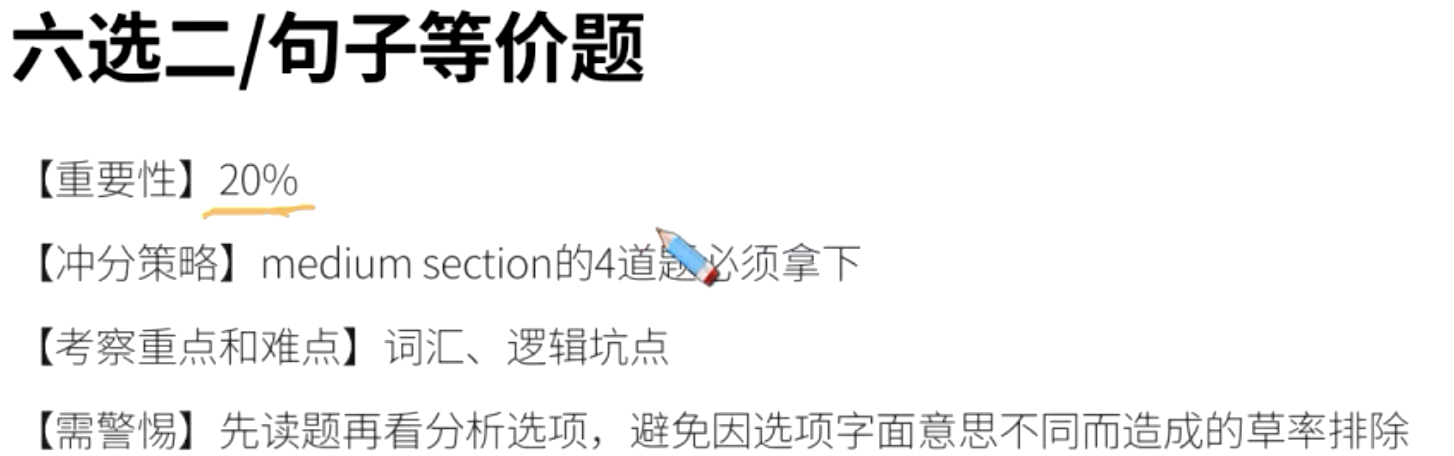 六选二/句子等价题
【重要性】20%
【冲分策略】medium section的4道题必须拿下
【考察重点和难点】词汇、逻辑坑点
【需警惕】先读题再看分析选项，避免因选项字面意思不同而造成的草率排除